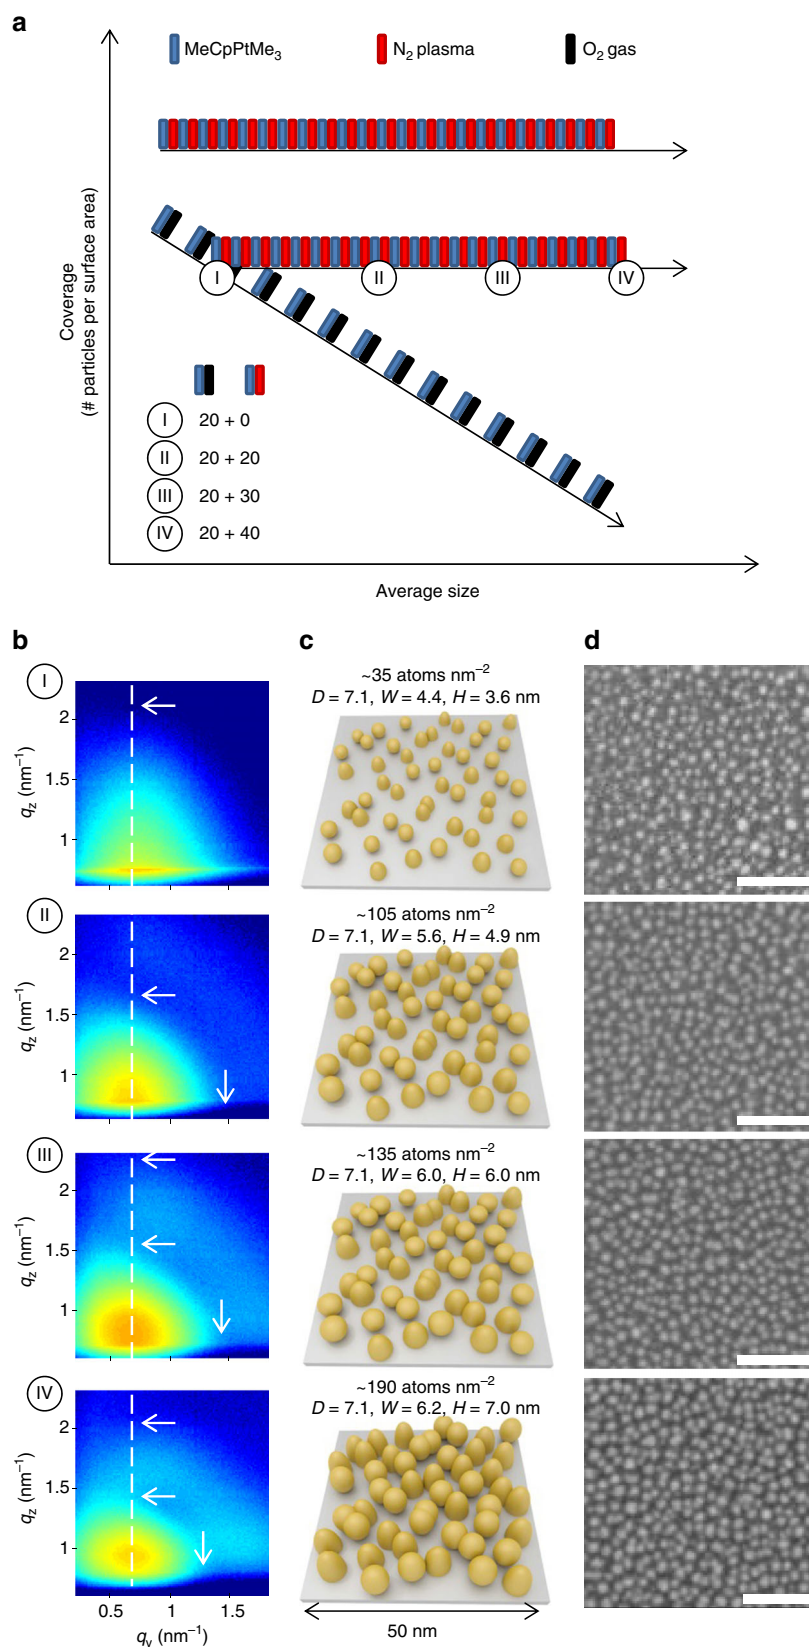 a
MeCpPtMe₃
N₂ plasma
O₂ gas
Coverage
(# particles per surface area)
I
II
III
IV
I 20 + 0
II 20 + 20
III 20 + 30
IV 20 + 40
Average size
b
c
d
I
2
1.5
1
q_z (nm⁻¹)
~35 atoms nm⁻²
D = 7.1, W = 4.4, H = 3.6 nm
II
2
1.5
1
q_z (nm⁻¹)
~105 atoms nm⁻²
D = 7.1, W = 5.6, H = 4.9 nm
III
2
1.5
1
q_z (nm⁻¹)
~135 atoms nm⁻²
D = 7.1, W = 6.0, H = 6.0 nm
IV
2
1.5
1
q_z (nm⁻¹)
~190 atoms nm⁻²
D = 7.1, W = 6.2, H = 7.0 nm
0.5 1 1.5
q_y (nm⁻¹)
50 nm